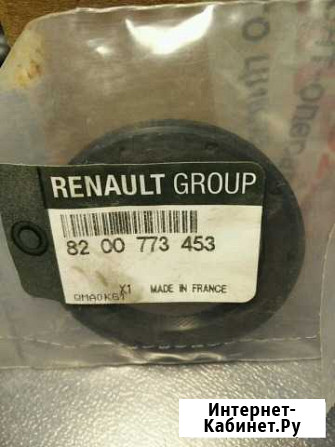 RENAULT GROUP
82 00 773 453
X1 MADE IN FRANCE
Интернет-
Кабинет.Ру